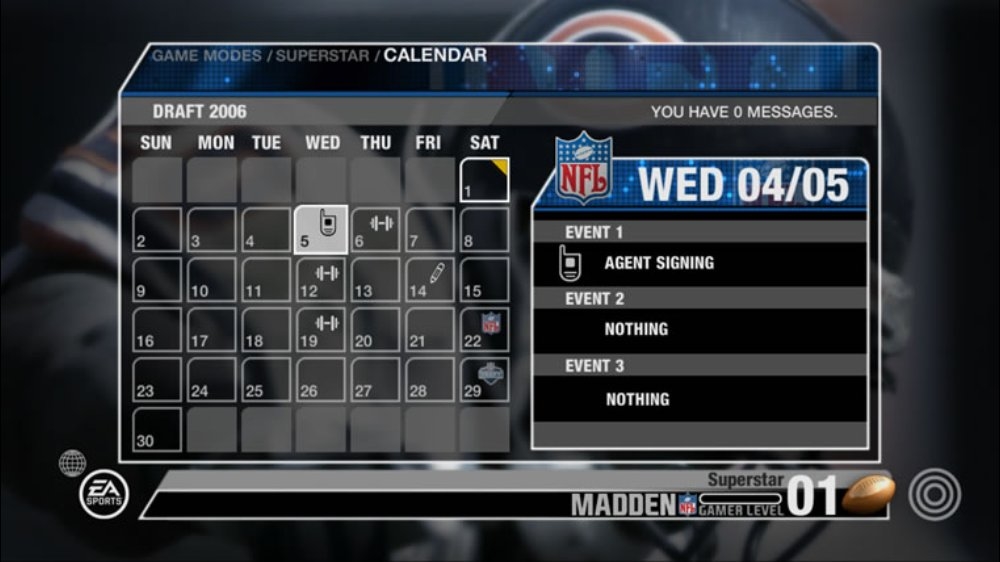 GAME MODES / SUPERSTAR / CALENDAR
DRAFT 2006
YOU HAVE 0 MESSAGES.
SUN MON TUE WED THU FRI SAT
1
2 3 4 5 6 7 8
9 10 11 12 13 14 15
16 17 18 19 20 21 22
23 24 25 26 27 28 29
30
NFL
WED 04/05
EVENT 1
AGENT SIGNING
EVENT 2
NOTHING
EVENT 3
NOTHING
EA
SPORTS
Superstar
MADDEN NFL GAMER LEVEL 01